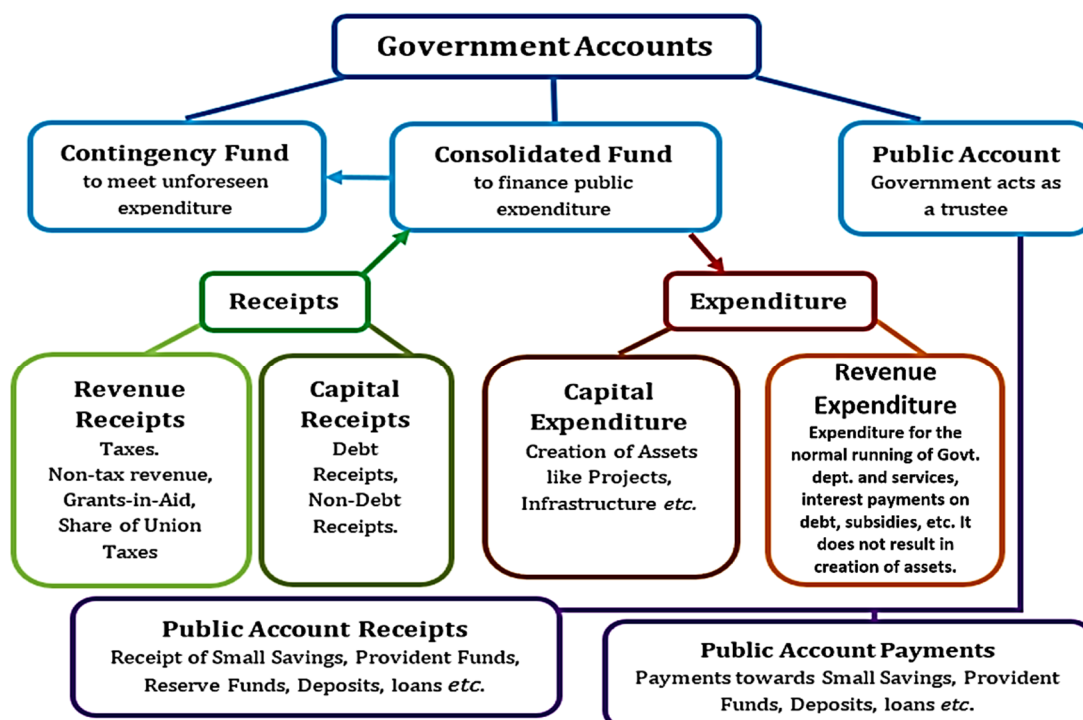 Government Accounts
Contingency Fund
to meet unforeseen
expenditure
Consolidated Fund
to finance public
expenditure
Public Account
Government acts as
a trustee
Receipts
Expenditure
Revenue
Receipts
Taxes.
Non-tax revenue,
Grants-in-Aid,
Share of Union
Taxes
Capital
Receipts
Debt
Receipts,
Non-Debt
Receipts.
Capital
Expenditure
Creation of Assets
like Projects,
Infrastructure etc.
Revenue
Expenditure
Expenditure for the
normal running of Govt.
dept. and services,
interest payments on
debt, subsidies, etc. It
does not result in
creation of assets.
Public Account Receipts
Receipt of Small Savings, Provident Funds,
Reserve Funds, Deposits, loans etc.
Public Account Payments
Payments towards Small Savings, Provident
Funds, Deposits, loans etc.